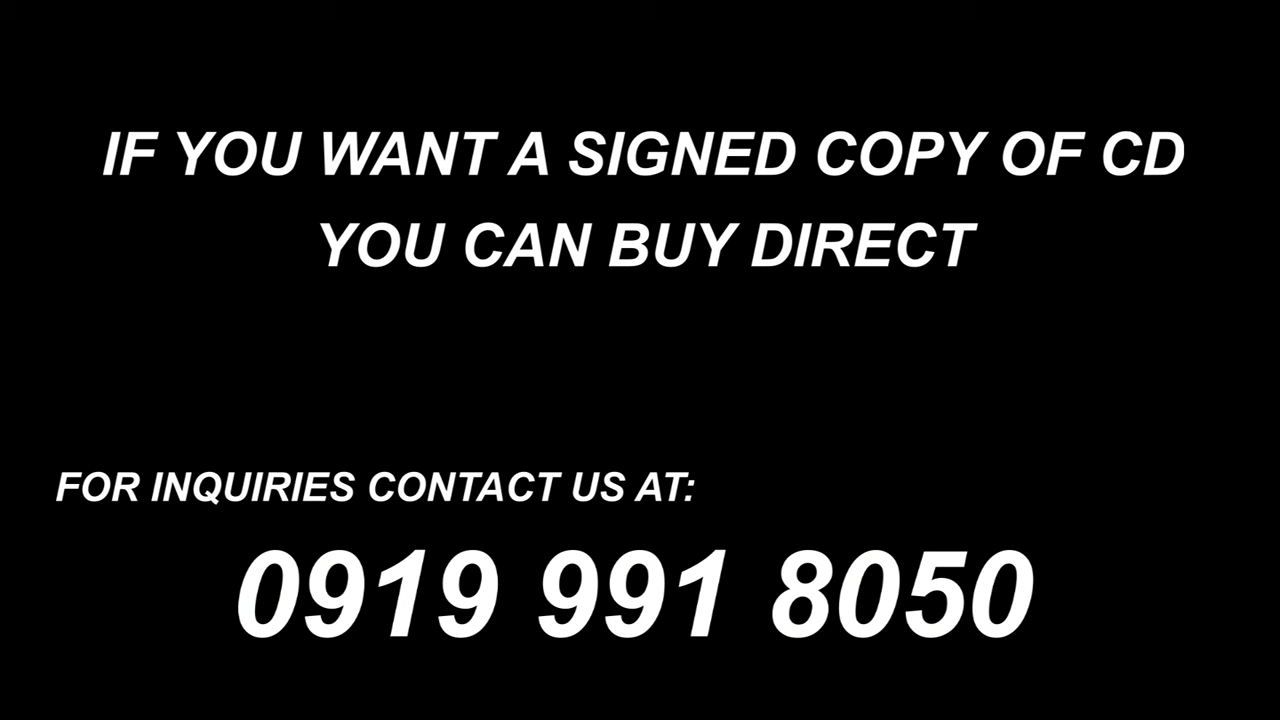 IF YOU WANT A SIGNED COPY OF CD
YOU CAN BUY DIRECT
FOR INQUIRIES CONTACT US AT:
0919 991 8050